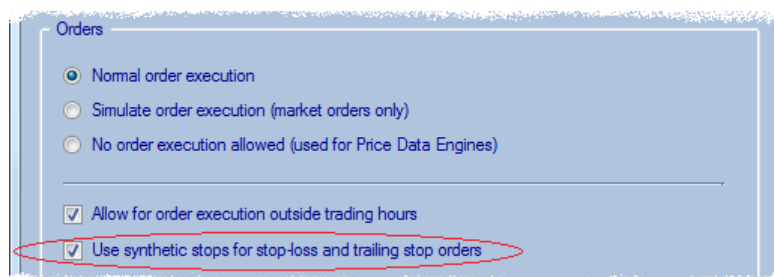 Orders
Normal order execution
Simulate order execution (market orders only)
No order execution allowed (used for Price Data Engines)
Allow for order execution outside trading hours
Use synthetic stops for stop-loss and trailing stop orders